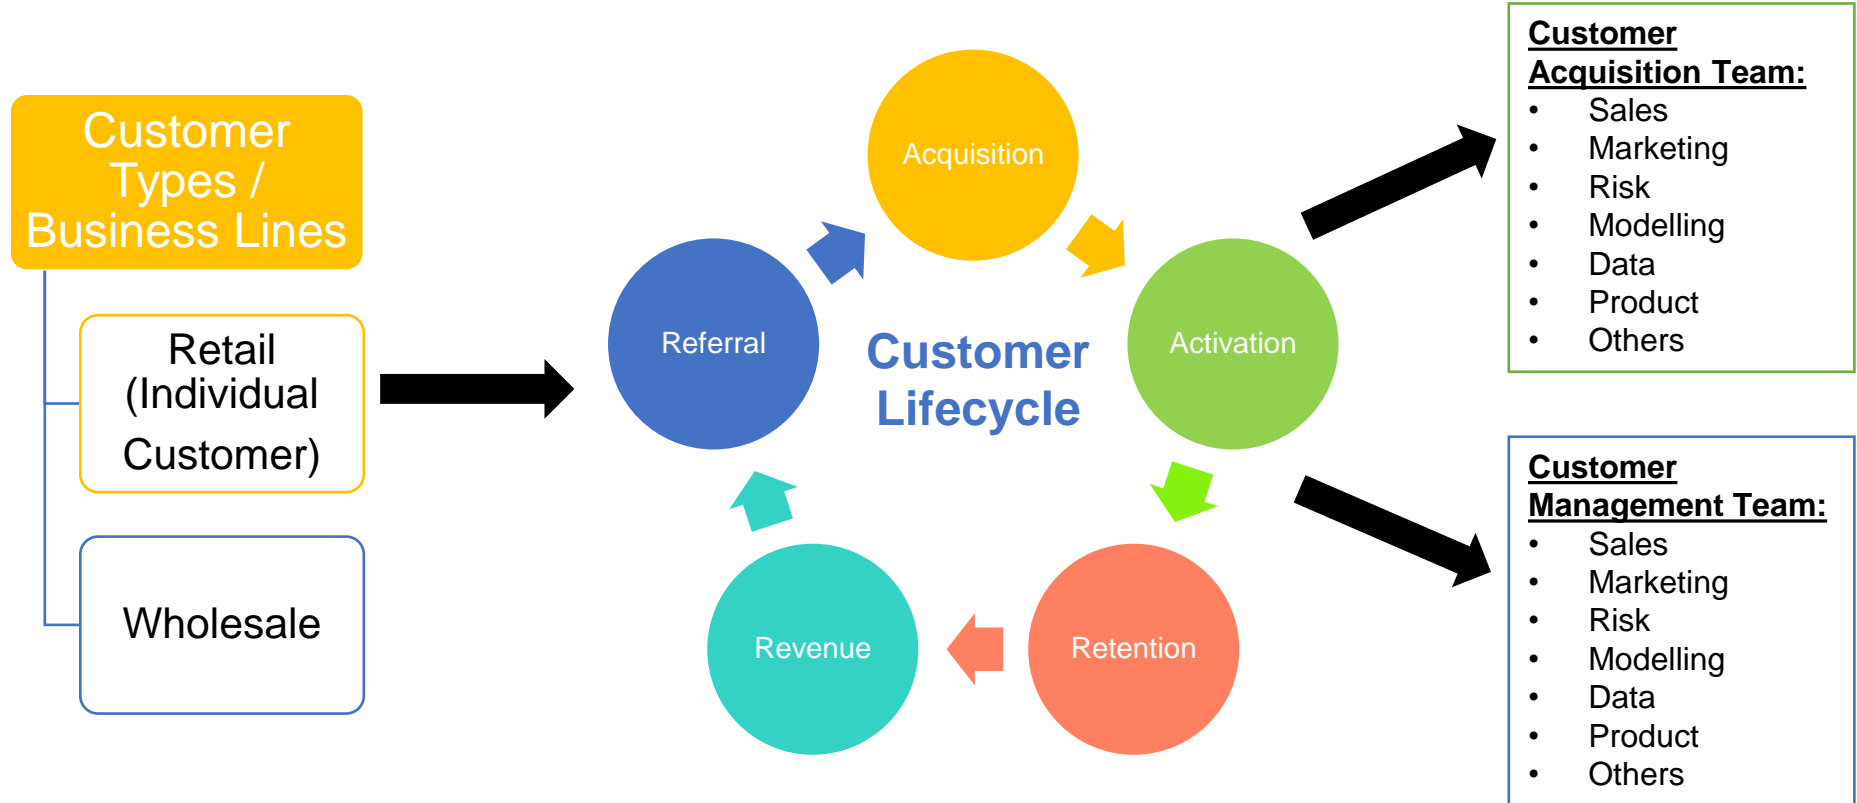 Customer
Types /
Business Lines
Retail
(Individual
Customer)
Wholesale
Acquisition
Activation
Retention
Revenue
Referral
Customer
Lifecycle
Customer
Acquisition Team:
• Sales
• Marketing
• Risk
• Modelling
• Data
• Product
• Others
Customer
Management Team:
• Sales
• Marketing
• Risk
• Modelling
• Data
• Product
• Others